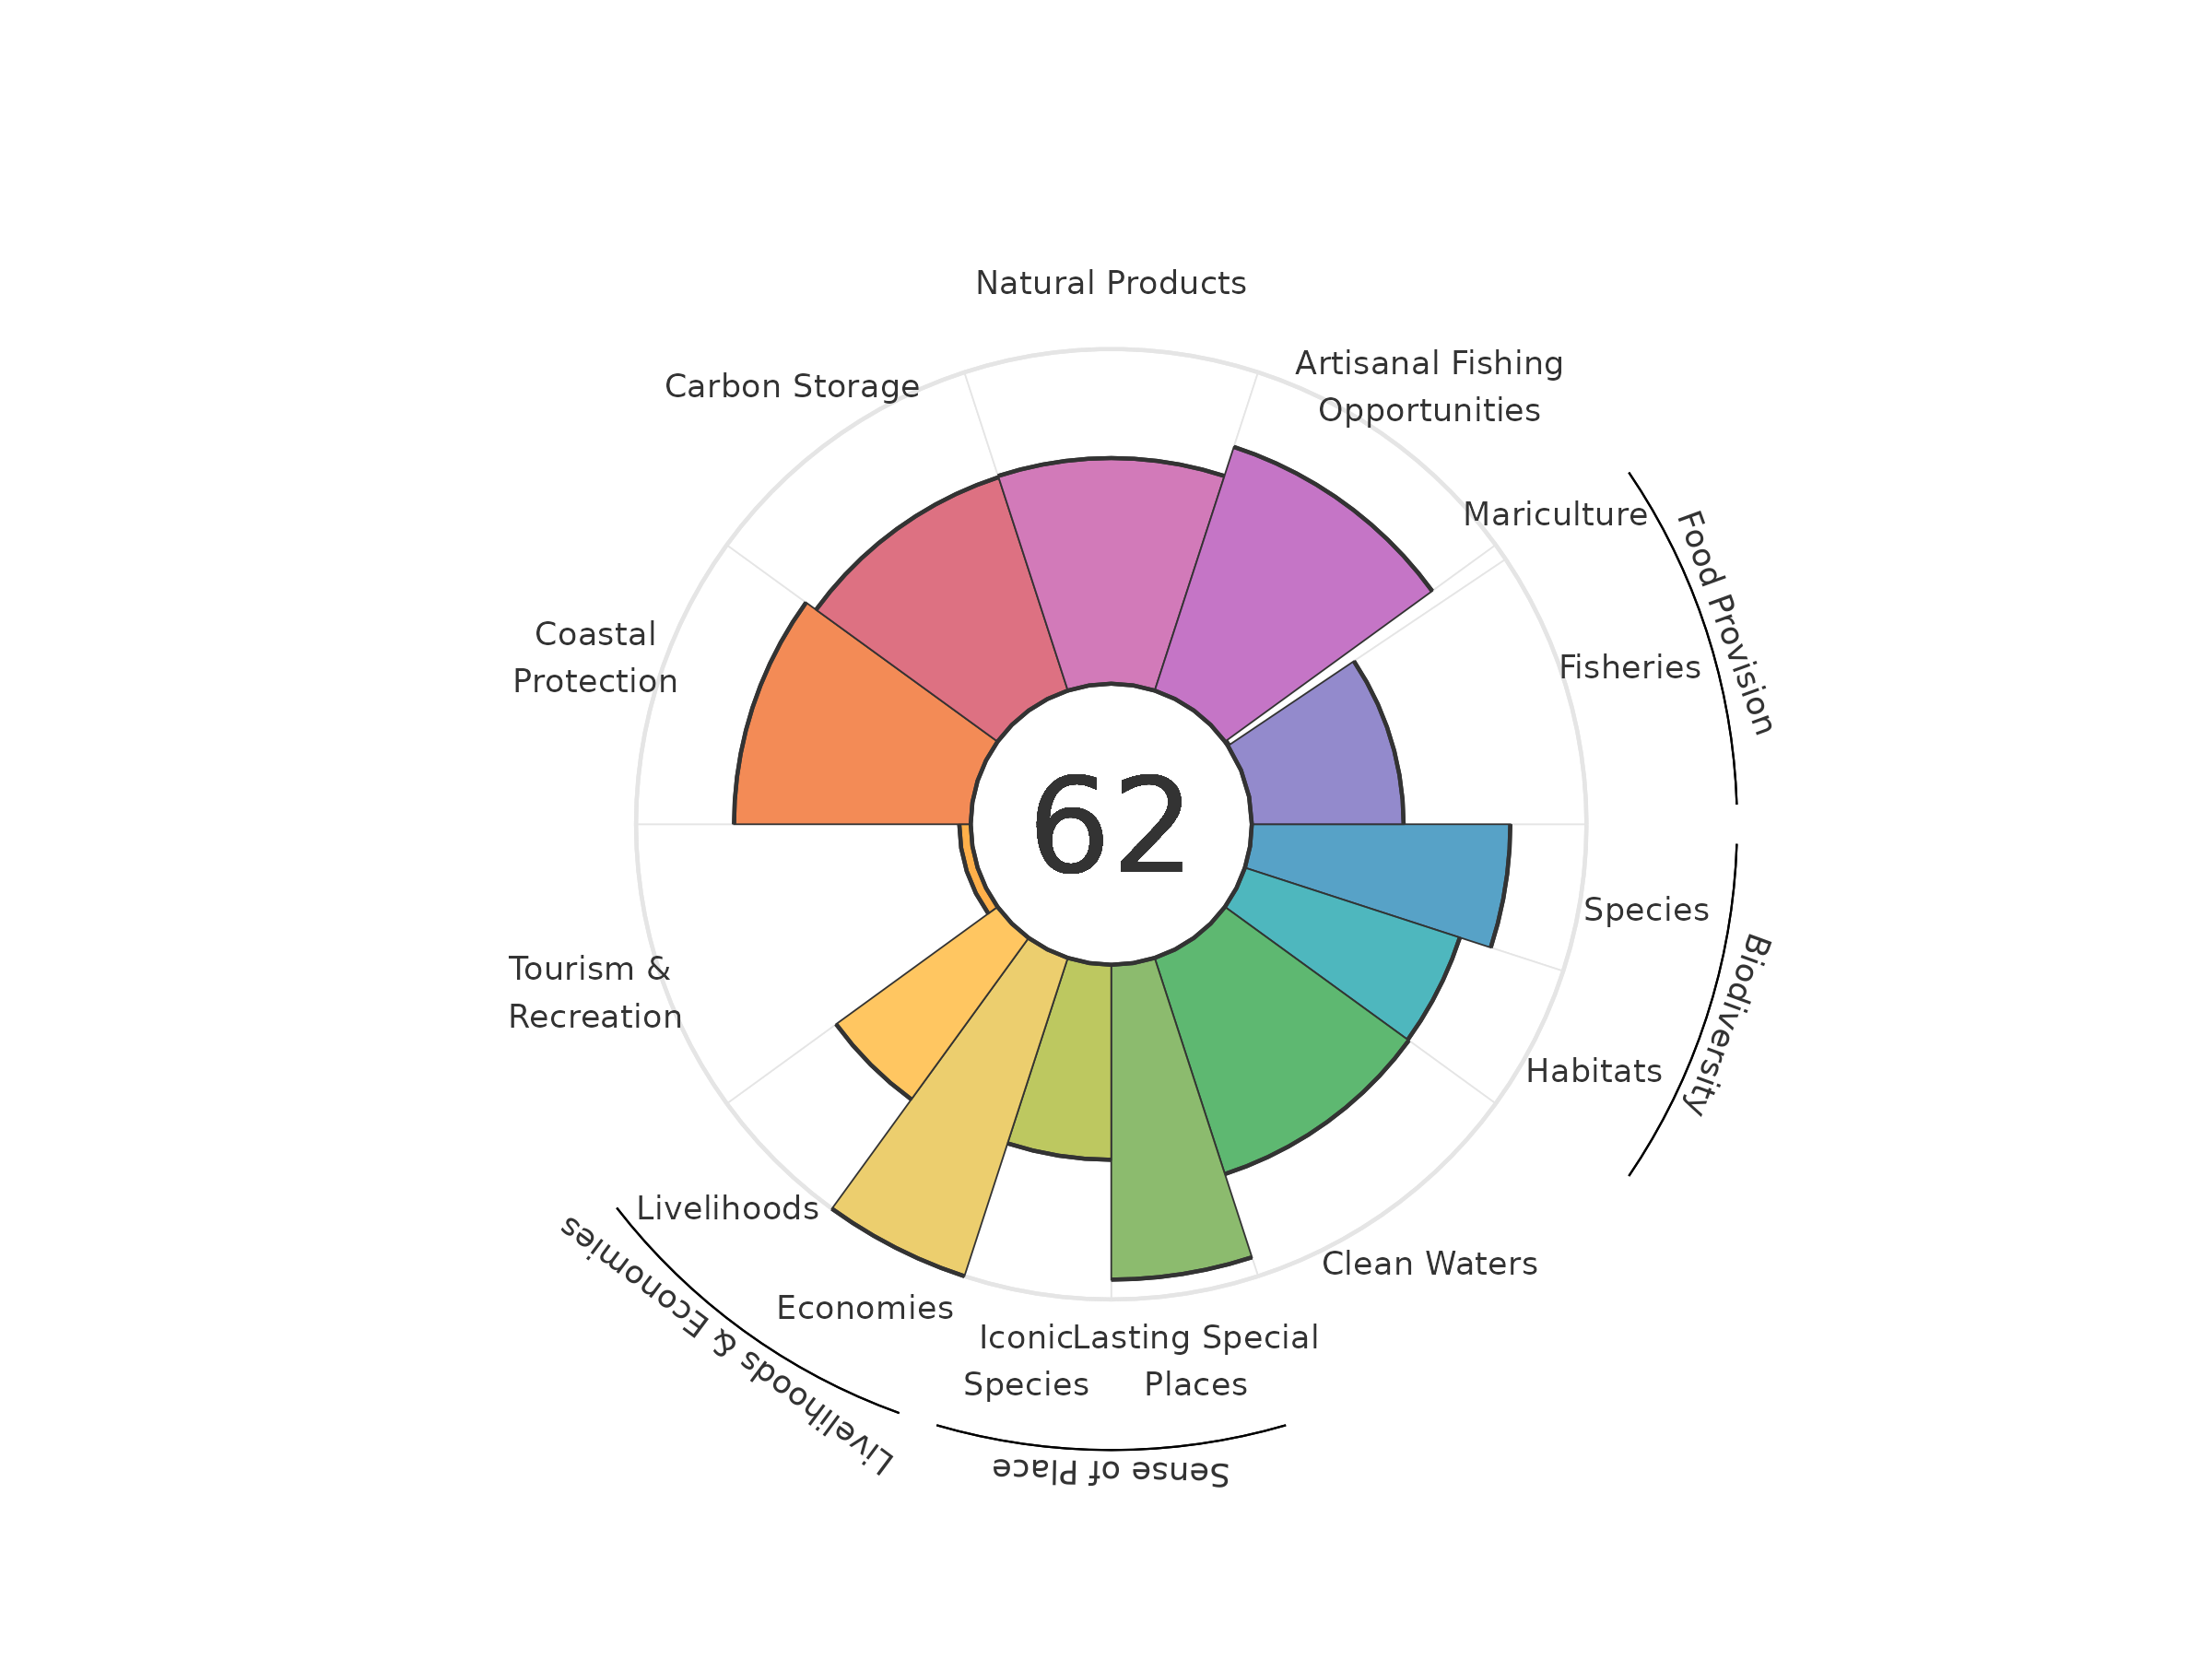 Natural Products
Carbon Storage
Artisanal Fishing
Opportunities
Mariculture
Food Provision
Fisheries
Coastal
Protection
62
Species
Biodiversity
Tourism &
Recreation
Habitats
Livelihoods
Clean Waters
Economies
Livelihoods & Economies
Iconic
Species
Lasting Special
Places
Sense of Place